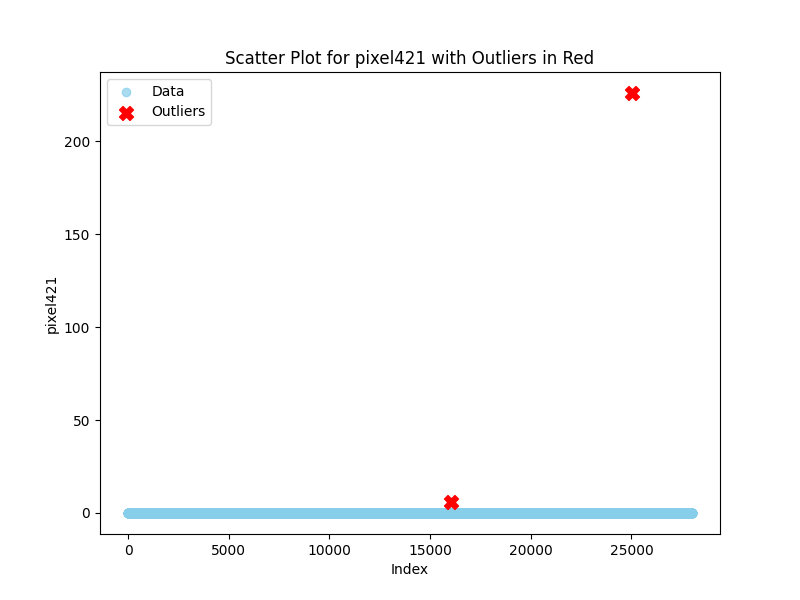 Scatter Plot for pixel421 with Outliers in Red
Data
Outliers
200
150
100
50
0
pixel421
0 5000 10000 15000 20000 25000
Index